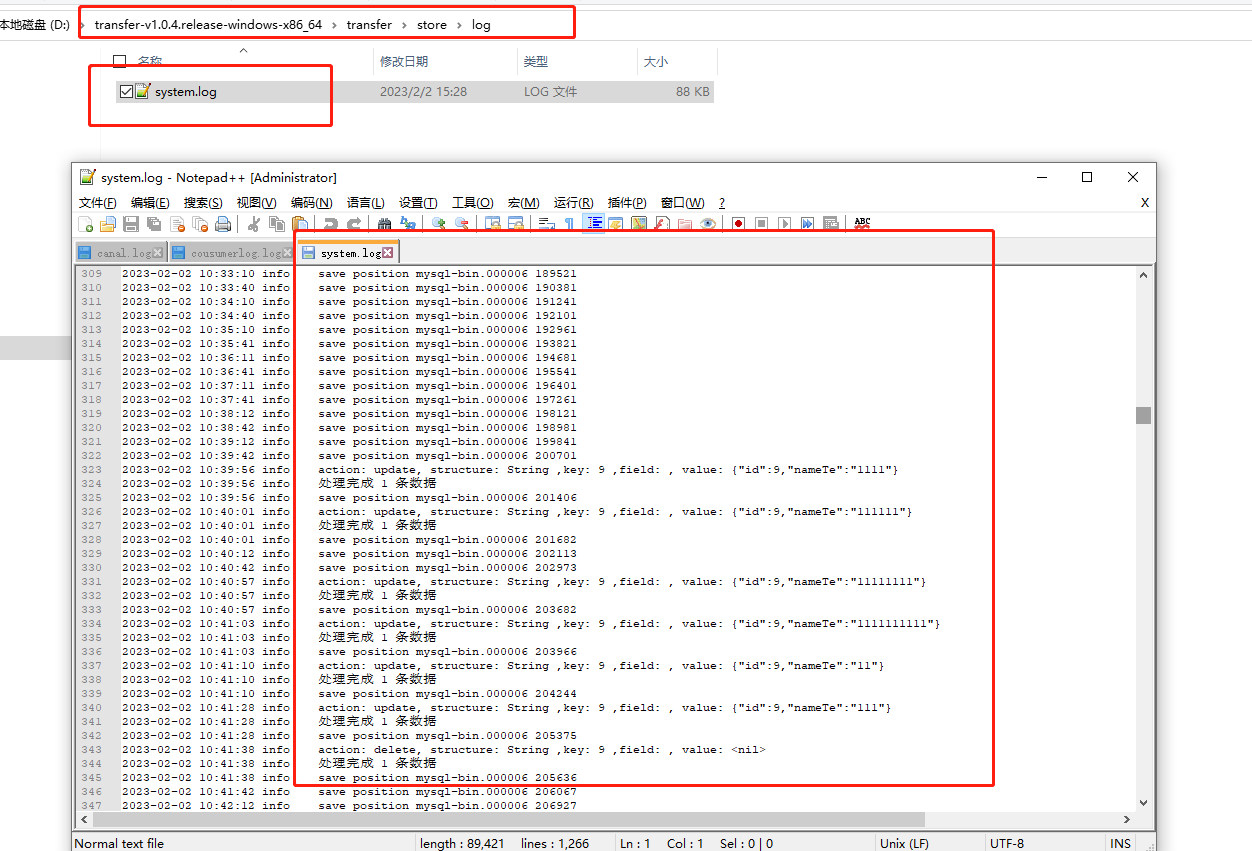 本地磁盘 (D:) › transfer-v1.0.4.release-windows-x86_64 › transfer › store › log
名称 修改日期 类型 大小
system.log 2023/2/2 15:28 LOG 文件 88 KB
system.log - Notepad++ [Administrator]
文件(F) 编辑(E) 搜索(S) 视图(V) 编码(N) 语言(L) 设置(T) 工具(O) 宏(M) 运行(R) 插件(P) 窗口(W) ? X
ABC
canal.log cousumerlog.log system.log
309 2023-02-02 10:33:10 info save position mysql-bin.000006 189521
310 2023-02-02 10:33:40 info save position mysql-bin.000006 190381
311 2023-02-02 10:34:10 info save position mysql-bin.000006 191241
312 2023-02-02 10:34:40 info save position mysql-bin.000006 192101
313 2023-02-02 10:35:10 info save position mysql-bin.000006 192961
314 2023-02-02 10:35:41 info save position mysql-bin.000006 193821
315 2023-02-02 10:36:11 info save position mysql-bin.000006 194681
316 2023-02-02 10:36:41 info save position mysql-bin.000006 195541
317 2023-02-02 10:37:11 info save position mysql-bin.000006 196401
318 2023-02-02 10:37:41 info save position mysql-bin.000006 197261
319 2023-02-02 10:38:12 info save position mysql-bin.000006 198121
320 2023-02-02 10:38:42 info save position mysql-bin.000006 198981
321 2023-02-02 10:39:12 info save position mysql-bin.000006 199841
322 2023-02-02 10:39:42 info save position mysql-bin.000006 200701
323 2023-02-02 10:39:56 info action: update, structure: String ,key: 9 ,field: , value: {"id":9,"nameTe":"1111"}
324 2023-02-02 10:39:56 info 处理完成 1 条数据
325 2023-02-02 10:39:56 info save position mysql-bin.000006 201406
326 2023-02-02 10:40:01 info action: update, structure: String ,key: 9 ,field: , value: {"id":9,"nameTe":"111111"}
327 2023-02-02 10:40:01 info 处理完成 1 条数据
328 2023-02-02 10:40:01 info save position mysql-bin.000006 201682
329 2023-02-02 10:40:12 info save position mysql-bin.000006 202113
330 2023-02-02 10:40:42 info save position mysql-bin.000006 202973
331 2023-02-02 10:40:57 info action: update, structure: String ,key: 9 ,field: , value: {"id":9,"nameTe":"11111111"}
332 2023-02-02 10:40:57 info 处理完成 1 条数据
333 2023-02-02 10:40:57 info save position mysql-bin.000006 203682
334 2023-02-02 10:41:03 info action: update, structure: String ,key: 9 ,field: , value: {"id":9,"nameTe":"1111111111"}
335 2023-02-02 10:41:03 info 处理完成 1 条数据
336 2023-02-02 10:41:03 info save position mysql-bin.000006 203966
337 2023-02-02 10:41:10 info action: update, structure: String ,key: 9 ,field: , value: {"id":9,"nameTe":"11"}
338 2023-02-02 10:41:10 info 处理完成 1 条数据
339 2023-02-02 10:41:10 info save position mysql-bin.000006 204244
340 2023-02-02 10:41:28 info action: update, structure: String ,key: 9 ,field: , value: {"id":9,"nameTe":"111"}
341 2023-02-02 10:41:28 info 处理完成 1 条数据
342 2023-02-02 10:41:28 info save position mysql-bin.000006 205375
343 2023-02-02 10:41:38 info action: delete, structure: String ,key: 9 ,field: , value: <nil>
344 2023-02-02 10:41:38 info 处理完成 1 条数据
345 2023-02-02 10:41:38 info save position mysql-bin.000006 205636
346 2023-02-02 10:41:42 info save position mysql-bin.000006 206067
347 2023-02-02 10:42:12 info save position mysql-bin.000006 206927
Normal text file length : 89,421 lines : 1,266 Ln : 1 Col : 1 Sel : 0 | 0 Unix (LF) UTF-8 INS